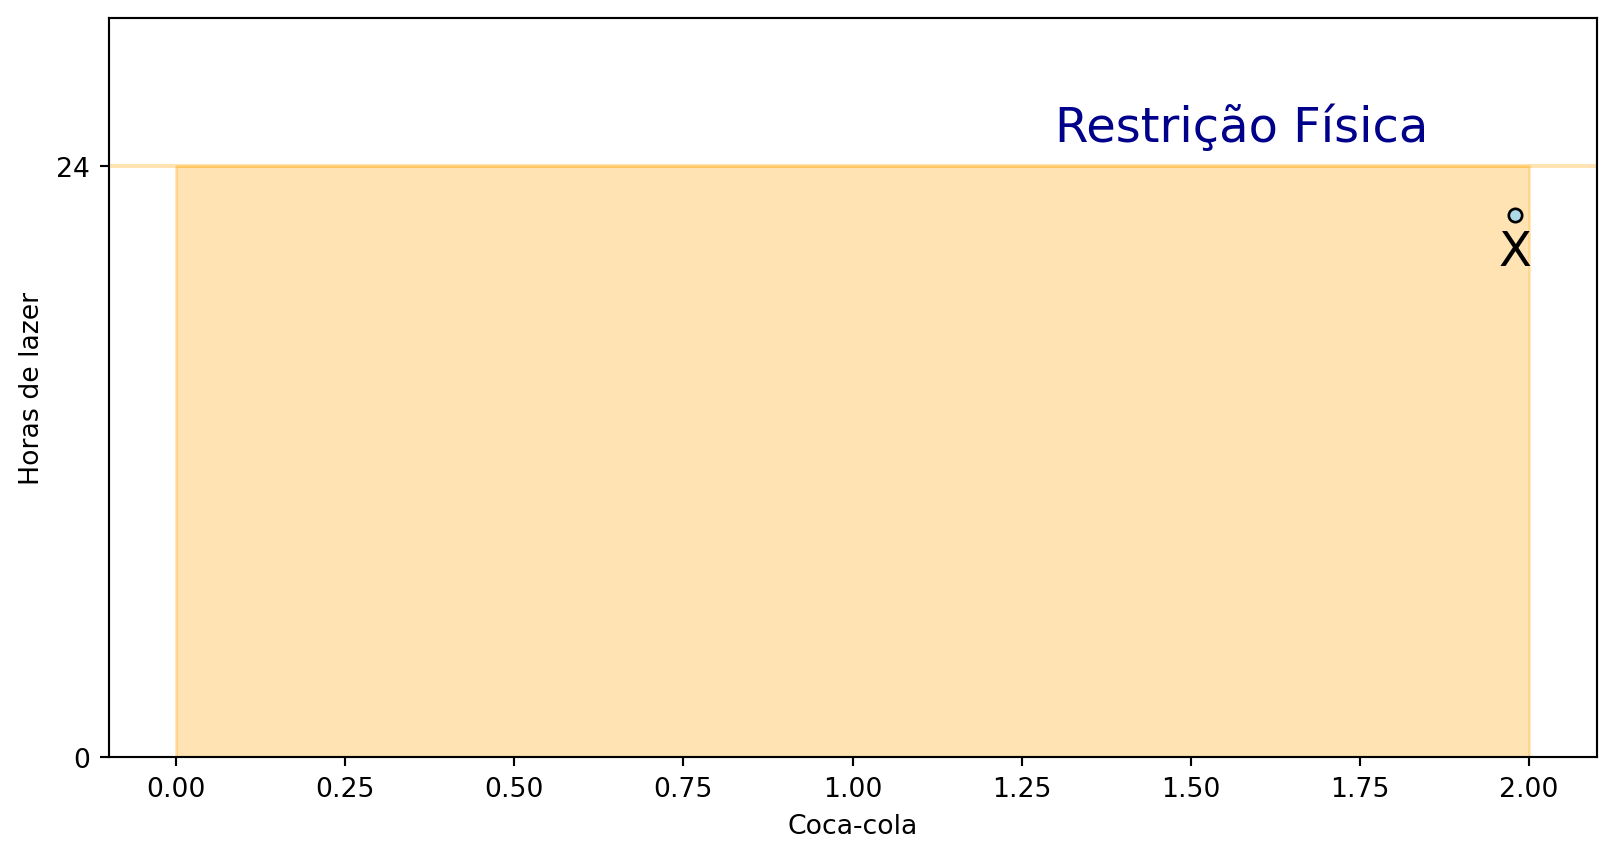 Restrição Física
24
X
Horas de lazer
0
0.00 0.25 0.50 0.75 1.00 1.25 1.50 1.75 2.00
Coca-cola